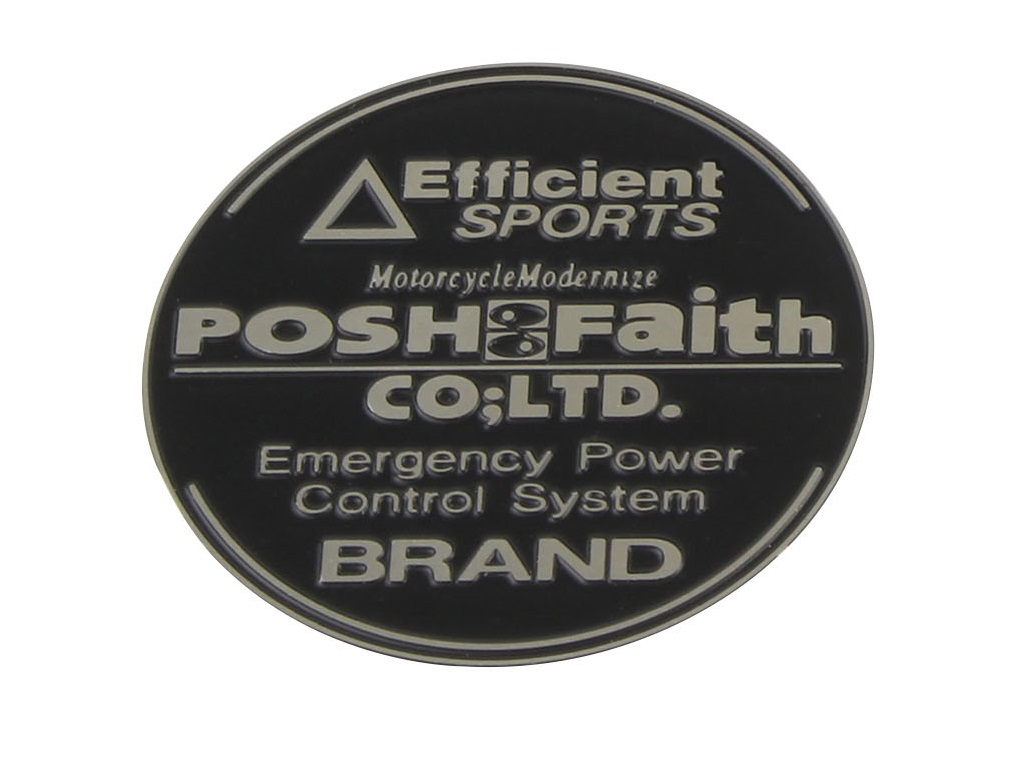 Efficient
SPORTS
MotorcycleModernize
POSH Faith
CO;LTD.
Emergency Power
Control System
BRAND